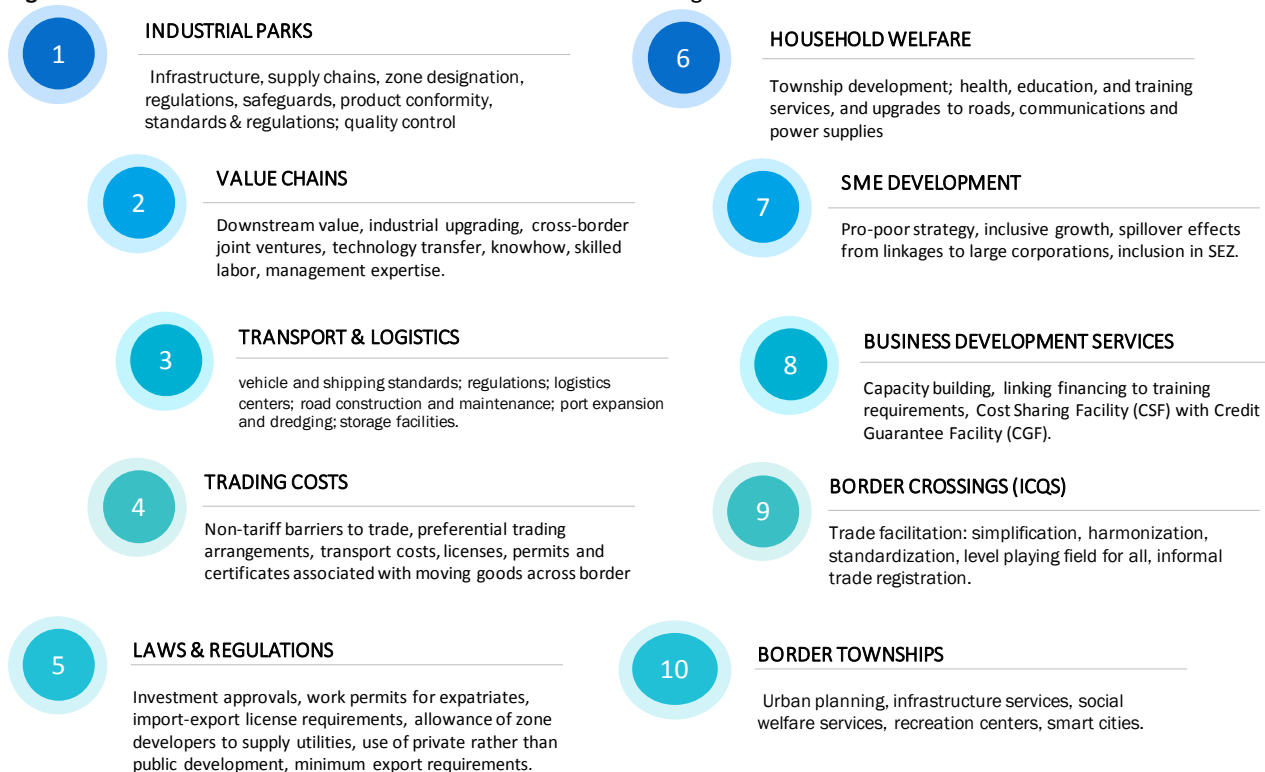 1
INDUSTRIAL PARKS
Infrastructure, supply chains, zone designation,
regulations, safeguards, product conformity,
standards & regulations; quality control
2
VALUE CHAINS
Downstream value, industrial upgrading, cross-border
joint ventures, technology transfer, knowhow, skilled
labor, management expertise.
3
TRANSPORT & LOGISTICS
vehicle and shipping standards; regulations; logistics
centers; road construction and maintenance; port expansion
and dredging; storage facilities.
4
TRADING COSTS
Non-tariff barriers to trade, preferential trading
arrangements, transport costs, licenses, permits and
certificates associated with moving goods across border
5
LAWS & REGULATIONS
Investment approvals, work permits for expatriates,
import-export license requirements, allowance of zone
developers to supply utilities, use of private rather than
public development, minimum export requirements.
6
HOUSEHOLD WELFARE
Township development; health, education, and training
services, and upgrades to roads, communications and
power supplies
7
SME DEVELOPMENT
Pro-poor strategy, inclusive growth, spillover effects
from linkages to large corporations, inclusion in SEZ.
8
BUSINESS DEVELOPMENT SERVICES
Capacity building, linking financing to training
requirements, Cost Sharing Facility (CSF) with Credit
Guarantee Facility (CGF).
9
BORDER CROSSINGS (ICQS)
Trade facilitation: simplification, harmonization,
standardization, level playing field for all, informal
trade registration.
10
BORDER TOWNSHIPS
Urban planning, infrastructure services, social
welfare services, recreation centers, smart cities.